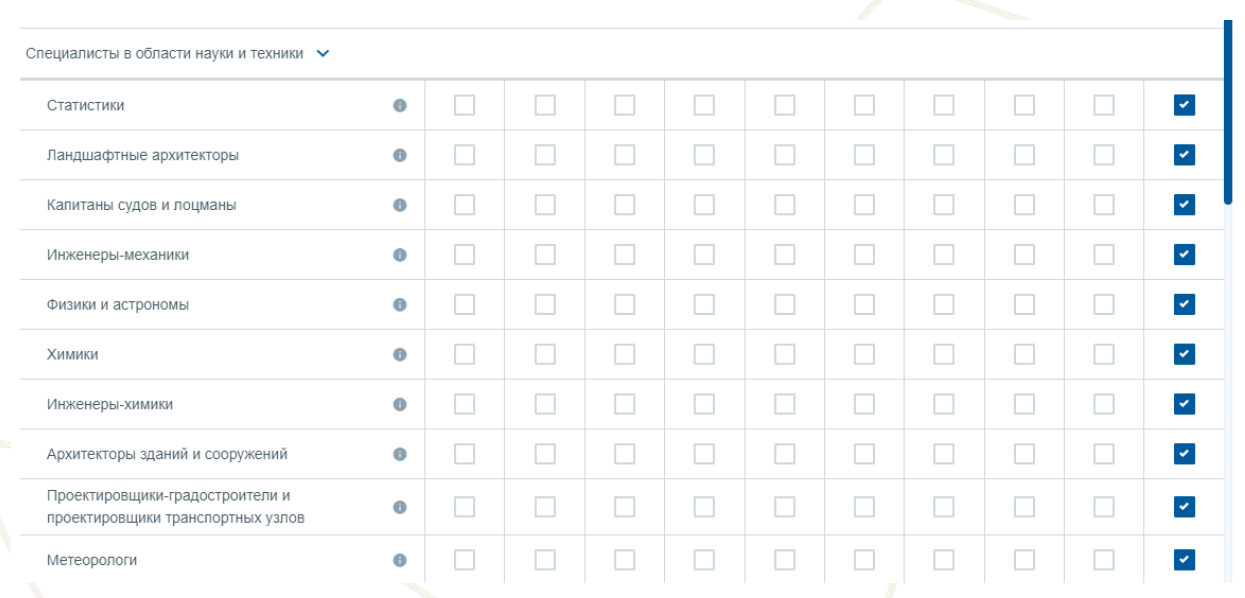 Специалисты в области науки и техники
Статистики
Ландшафтные архитекторы
Капитаны судов и лоцманы
Инженеры-механики
Физики и астрономы
Химики
Инженеры-химики
Архитекторы зданий и сооружений
Проектировщики-градостроители и
проектировщики транспортных узлов
Метеорологи